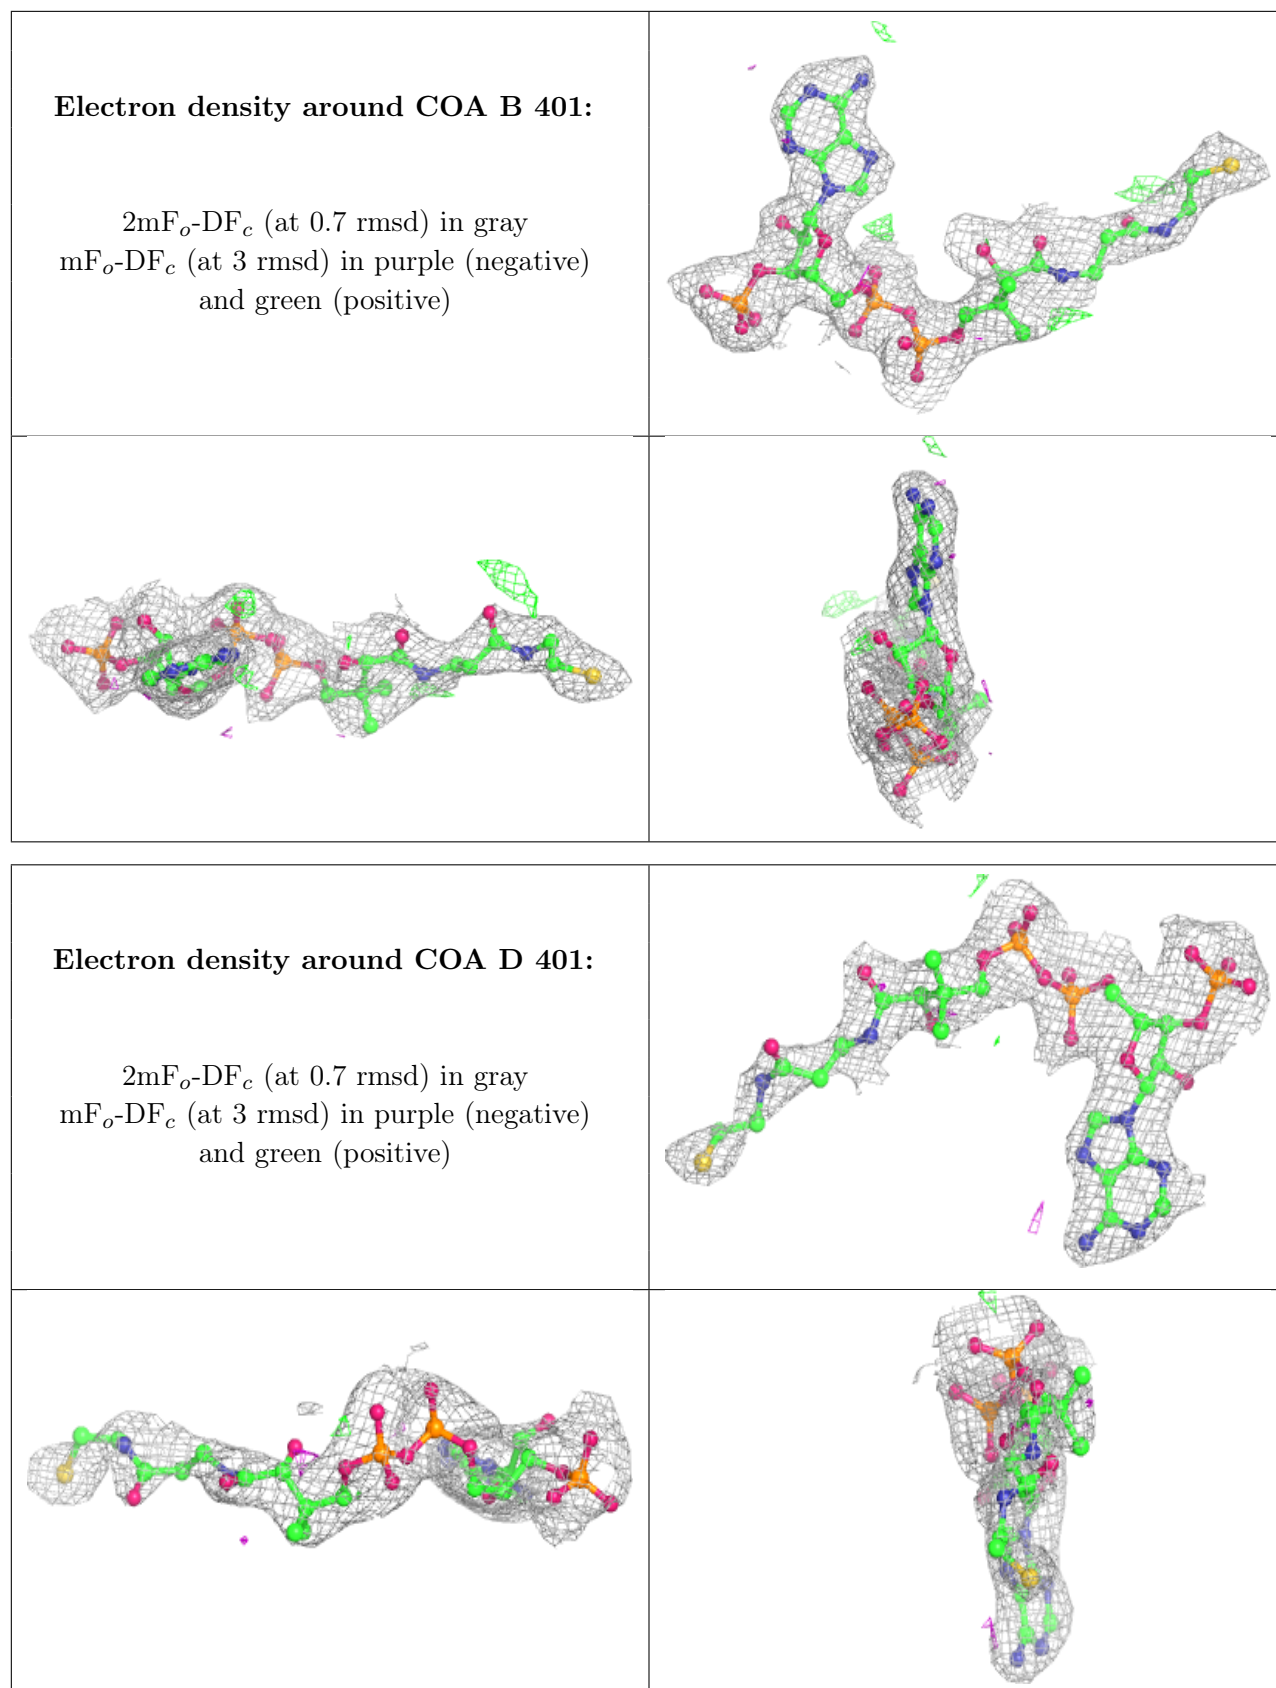 Electron density around COA B 401:
2mFₒ-DF𝒸 (at 0.7 rmsd) in gray
mFₒ-DF𝒸 (at 3 rmsd) in purple (negative)
and green (positive)
Electron density around COA D 401:
2mFₒ-DF𝒸 (at 0.7 rmsd) in gray
mFₒ-DF𝒸 (at 3 rmsd) in purple (negative)
and green (positive)